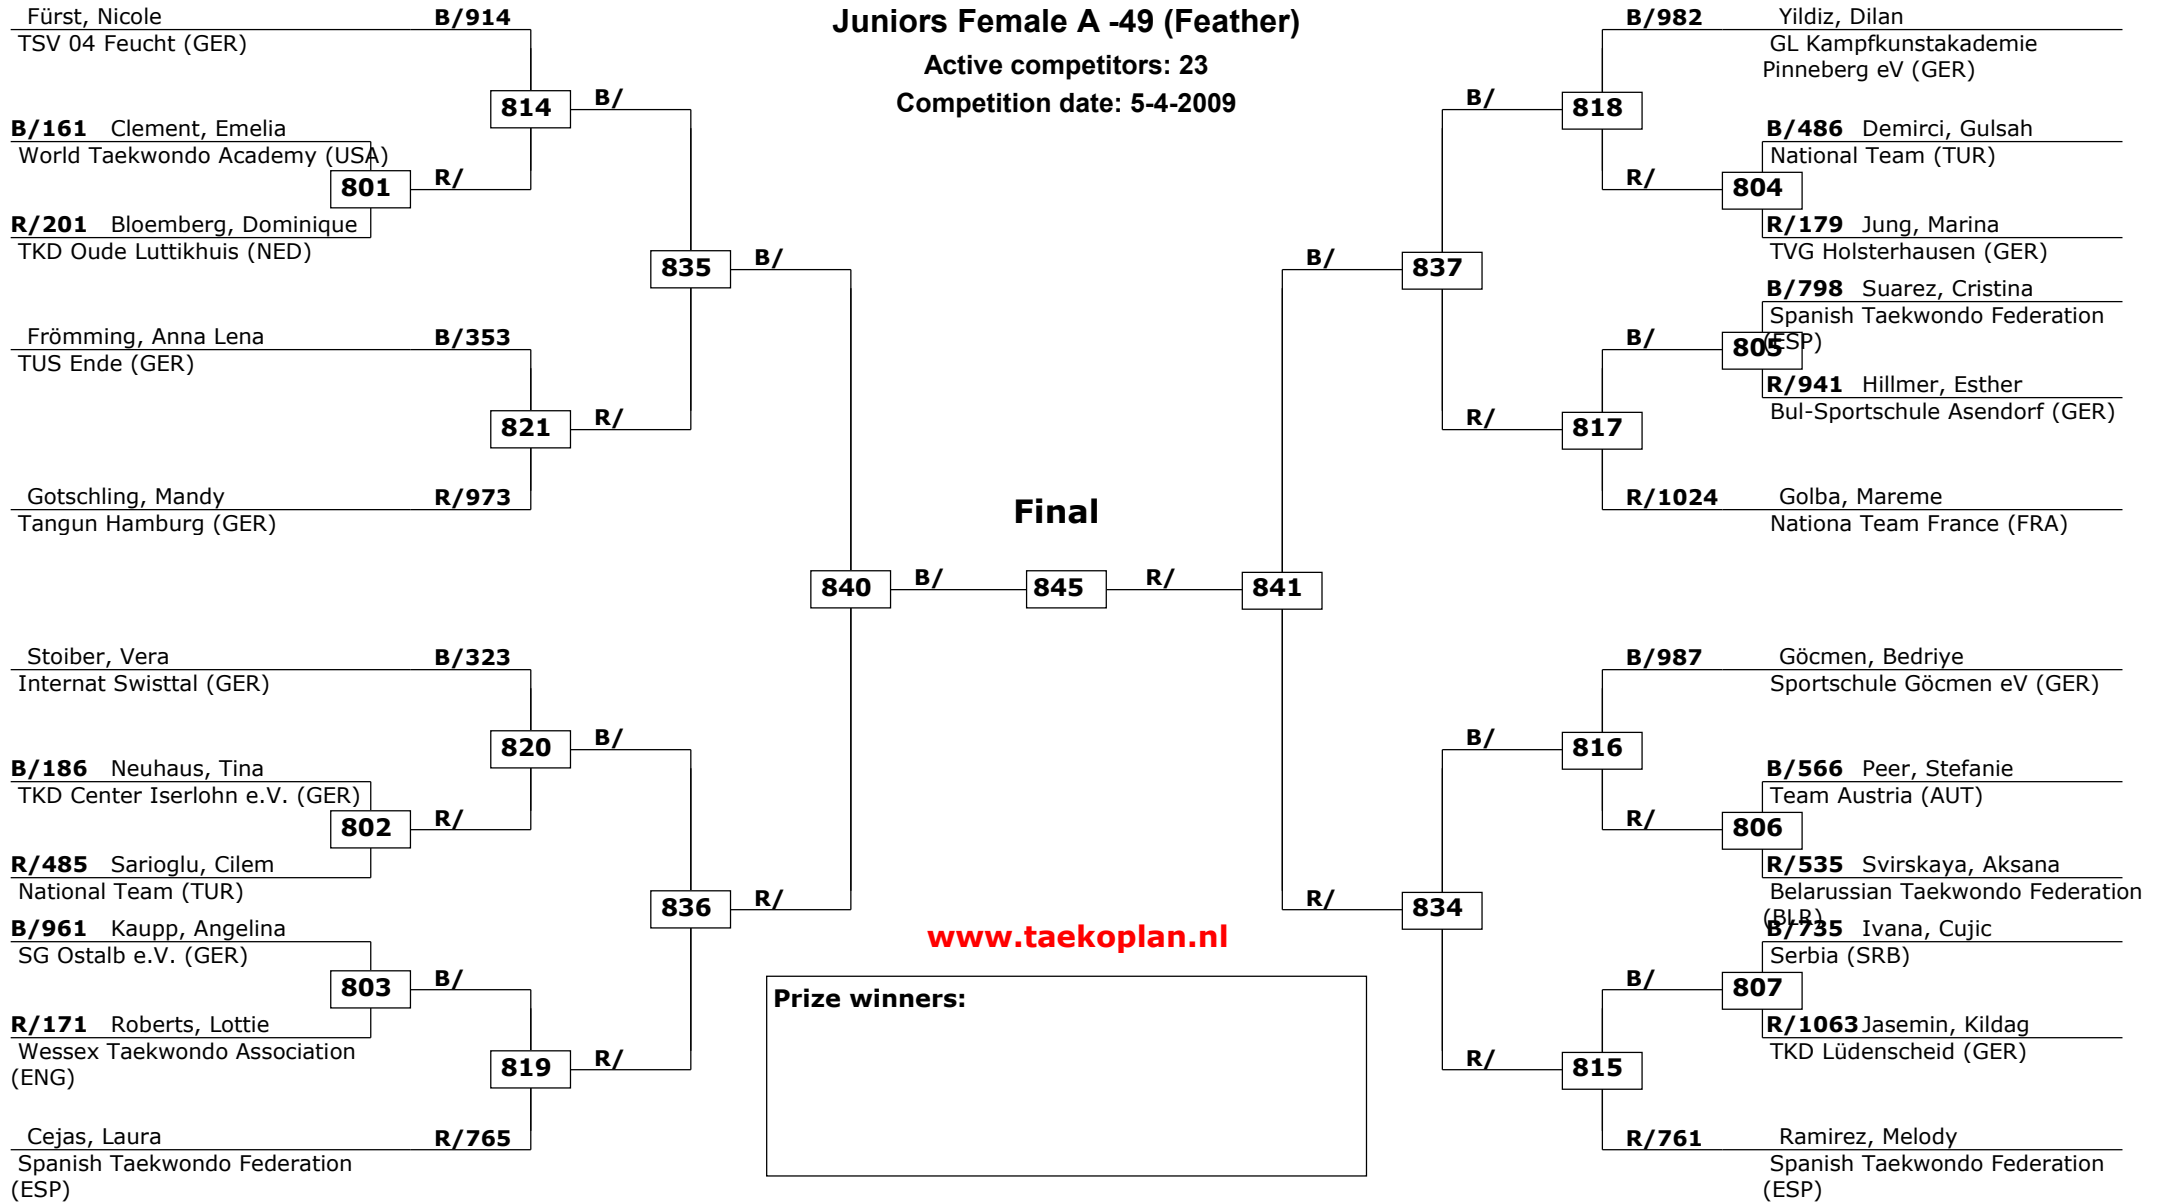 Juniors Female A -49 (Feather)
Active competitors: 23
Competition date: 5-4-2009
Fürst, Nicole B/914
TSV 04 Feucht (GER)
814 B/
B/161 Clement, Emelia
World Taekwondo Academy (USA)
801 R/
R/201 Bloemberg, Dominique
TKD Oude Luttikhuis (NED)
835 B/
Frömming, Anna Lena B/353
TUS Ende (GER)
821 R/
Gotschling, Mandy R/973
Tangun Hamburg (GER)
840 B/
Stoiber, Vera B/323
Internat Swisttal (GER)
820 B/
B/186 Neuhaus, Tina
TKD Center Iserlohn e.V. (GER)
802 R/
R/485 Sarioglu, Cilem
National Team (TUR)
836 R/
B/961 Kaupp, Angelina
SG Ostalb e.V. (GER)
803 B/
R/171 Roberts, Lottie
Wessex Taekwondo Association
(ENG)
819 R/
Cejas, Laura R/765
Spanish Taekwondo Federation
(ESP)
Final
845
www.taekoplan.nl
Prize winners:
B/982 Yildiz, Dilan
GL Kampfkunstakademie
Pinneberg eV (GER)
B/ 818
B/486 Demirci, Gulsah
National Team (TUR)
R/ 804
R/179 Jung, Marina
TVG Holsterhausen (GER)
B/ 837
B/798 Suarez, Cristina
Spanish Taekwondo Federation
(ESP)
B/ 805
R/941 Hillmer, Esther
Bul-Sportschule Asendorf (GER)
R/ 817
R/1024 Golba, Mareme
Nationa Team France (FRA)
R/ 841
B/987 Göcmen, Bedriye
Sportschule Göcmen eV (GER)
B/ 816
B/566 Peer, Stefanie
Team Austria (AUT)
R/ 806
R/535 Svirskaya, Aksana
Belarussian Taekwondo Federation
(BLR)
R/ 834
B/735 Ivana, Cujic
Serbia (SRB)
B/ 807
R/1063 Jasemin, Kildag
TKD Lüdenscheid (GER)
R/ 815
R/761 Ramirez, Melody
Spanish Taekwondo Federation
(ESP)